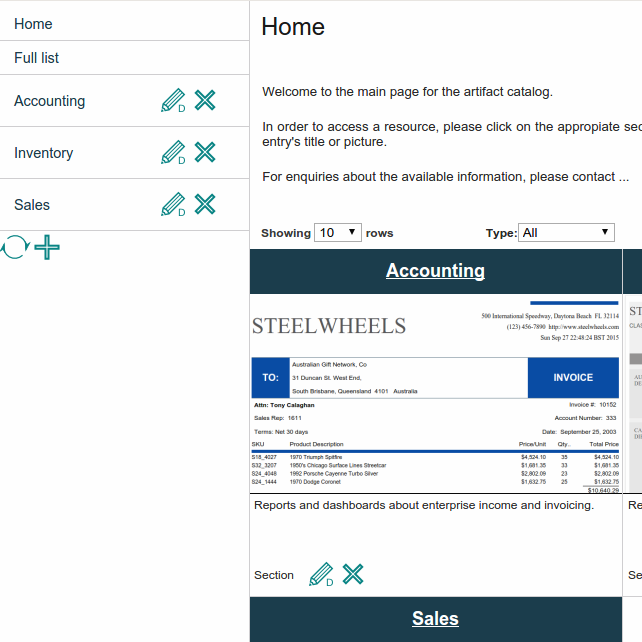 Home
Full list
Accounting
D
Inventory
D
Sales
D
Home
Welcome to the main page for the artifact catalog.
In order to access a resource, please click on the appropiate sec
entry's title or picture.
For enquiries about the available information, please contact ...
Showing 10 rows Type: All
Accounting
STEELWHEELS
500 International Speedway, Daytona Beach FL 32114
(123) 456-7890 http://www.steelwheels.com
Sun Sep 27 22:48:24 BST 2015
TO:
Australian Gift Network, Co
31 Duncan St. West End,
South Brisbane, Queensland 4101 Australia
INVOICE
Attn: Tony Calaghan Invoice #: 10152
Sales Rep: 1611 Account Number: 333
Terms: Net 30 days Date: September 25, 2003
SKU Product Description Price/Unit Qty.. Total Price
S18_4027 1970 Triumph Spitfire $4,524.10 35 $4,524.10
S32_3207 1950's Chicago Surface Lines Streetcar $1,681.35 33 $1,681.35
S24_4048 1992 Porsche Cayenne Turbo Silver $2,802.09 23 $2,802.09
S24_1444 1970 Dodge Coronet $1,632.75 25 $1,632.75
$10,640.29
Reports and dashboards about enterprise income and invoicing.
Section D
Sales
ST
CLA
AU
DE
CA
Re
Se